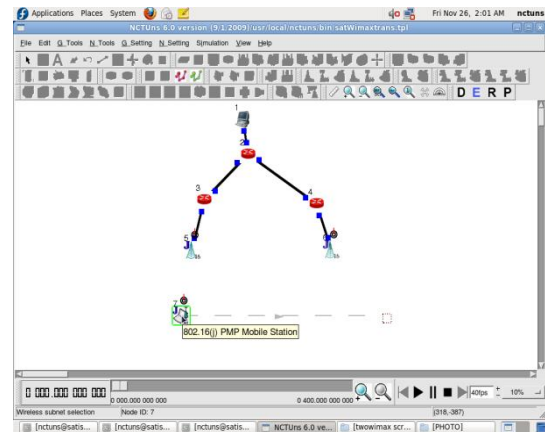 Applications Places System Fri Nov 26, 2:01 AM nctuns
NCTUns 6.0 version (9.1.2009)/usr/local/nctuns/bin/satWimaxtrans.tpl
File Edit G_Tools N_Tools G_Setting N_Setting Simulation View Help
D E R P
1
2
3
4
5
7
802.16(j) PMP Mobile Station
0 000 .000 000 000
0 000.000 000 000
0 400.000 000 000
40fps
10%
Wireless subnet selection Node ID: 7 (318,-387)
[nctuns@satis... [nctuns@satis... [nctuns@satis... NCTUns 6.0 ve... [twowimax scr... [PHOTO]